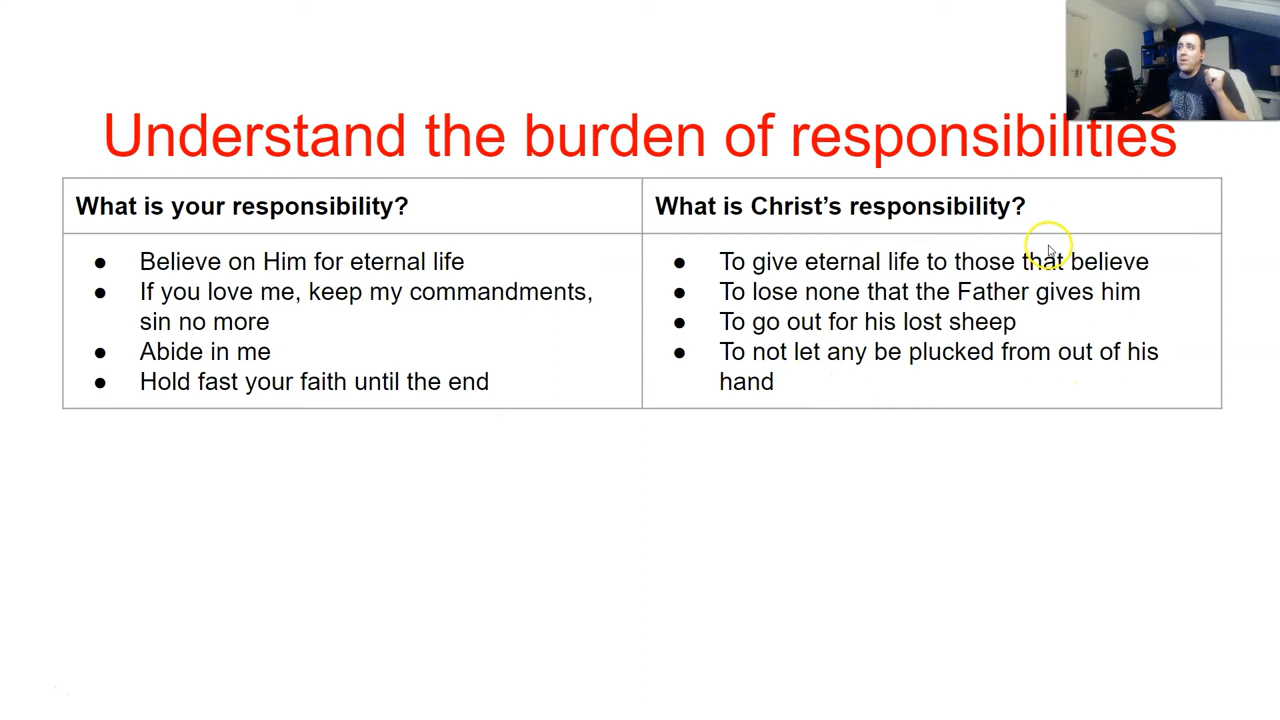 Understand the burden of responsibilities
What is your responsibility?
What is Christ’s responsibility?
● Believe on Him for eternal life
● If you love me, keep my commandments,
sin no more
● Abide in me
● Hold fast your faith until the end
● To give eternal life to those that believe
● To lose none that the Father gives him
● To go out for his lost sheep
● To not let any be plucked from out of his
hand